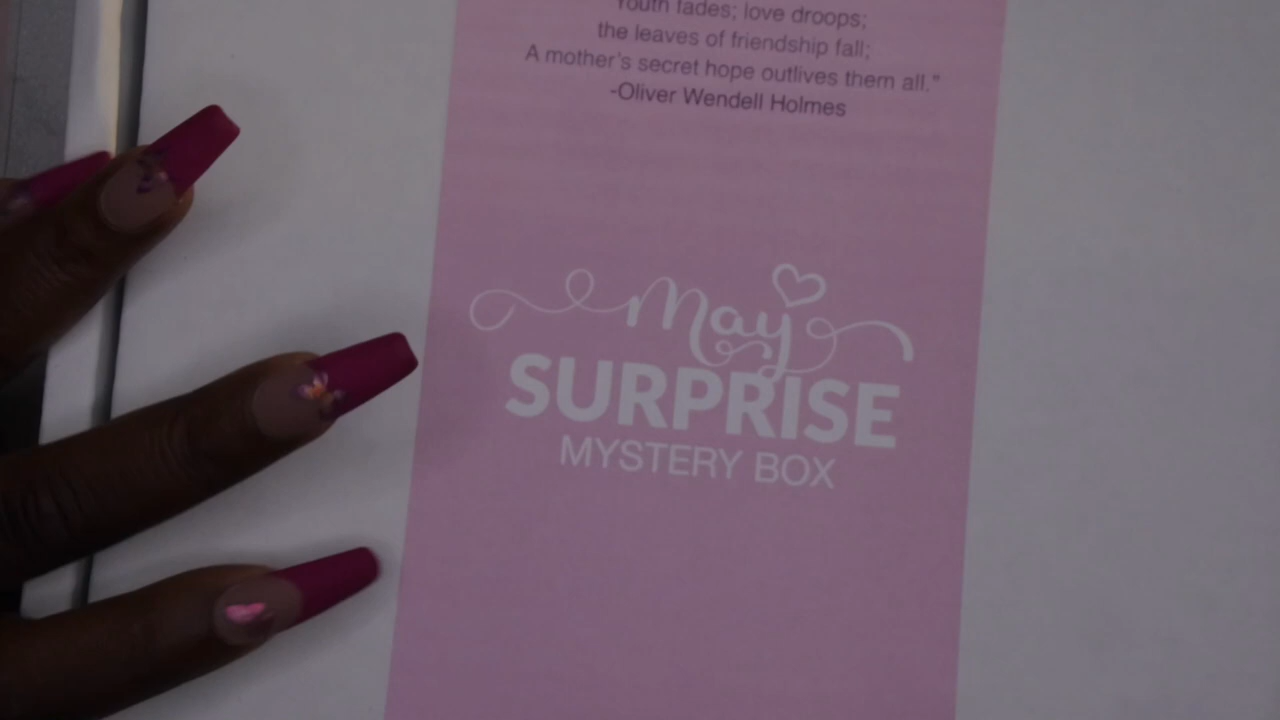 Youth fades; love droops;
the leaves of friendship fall;
A mother's secret hope outlives them all."
-Oliver Wendell Holmes
May
SURPRISE
MYSTERY BOX